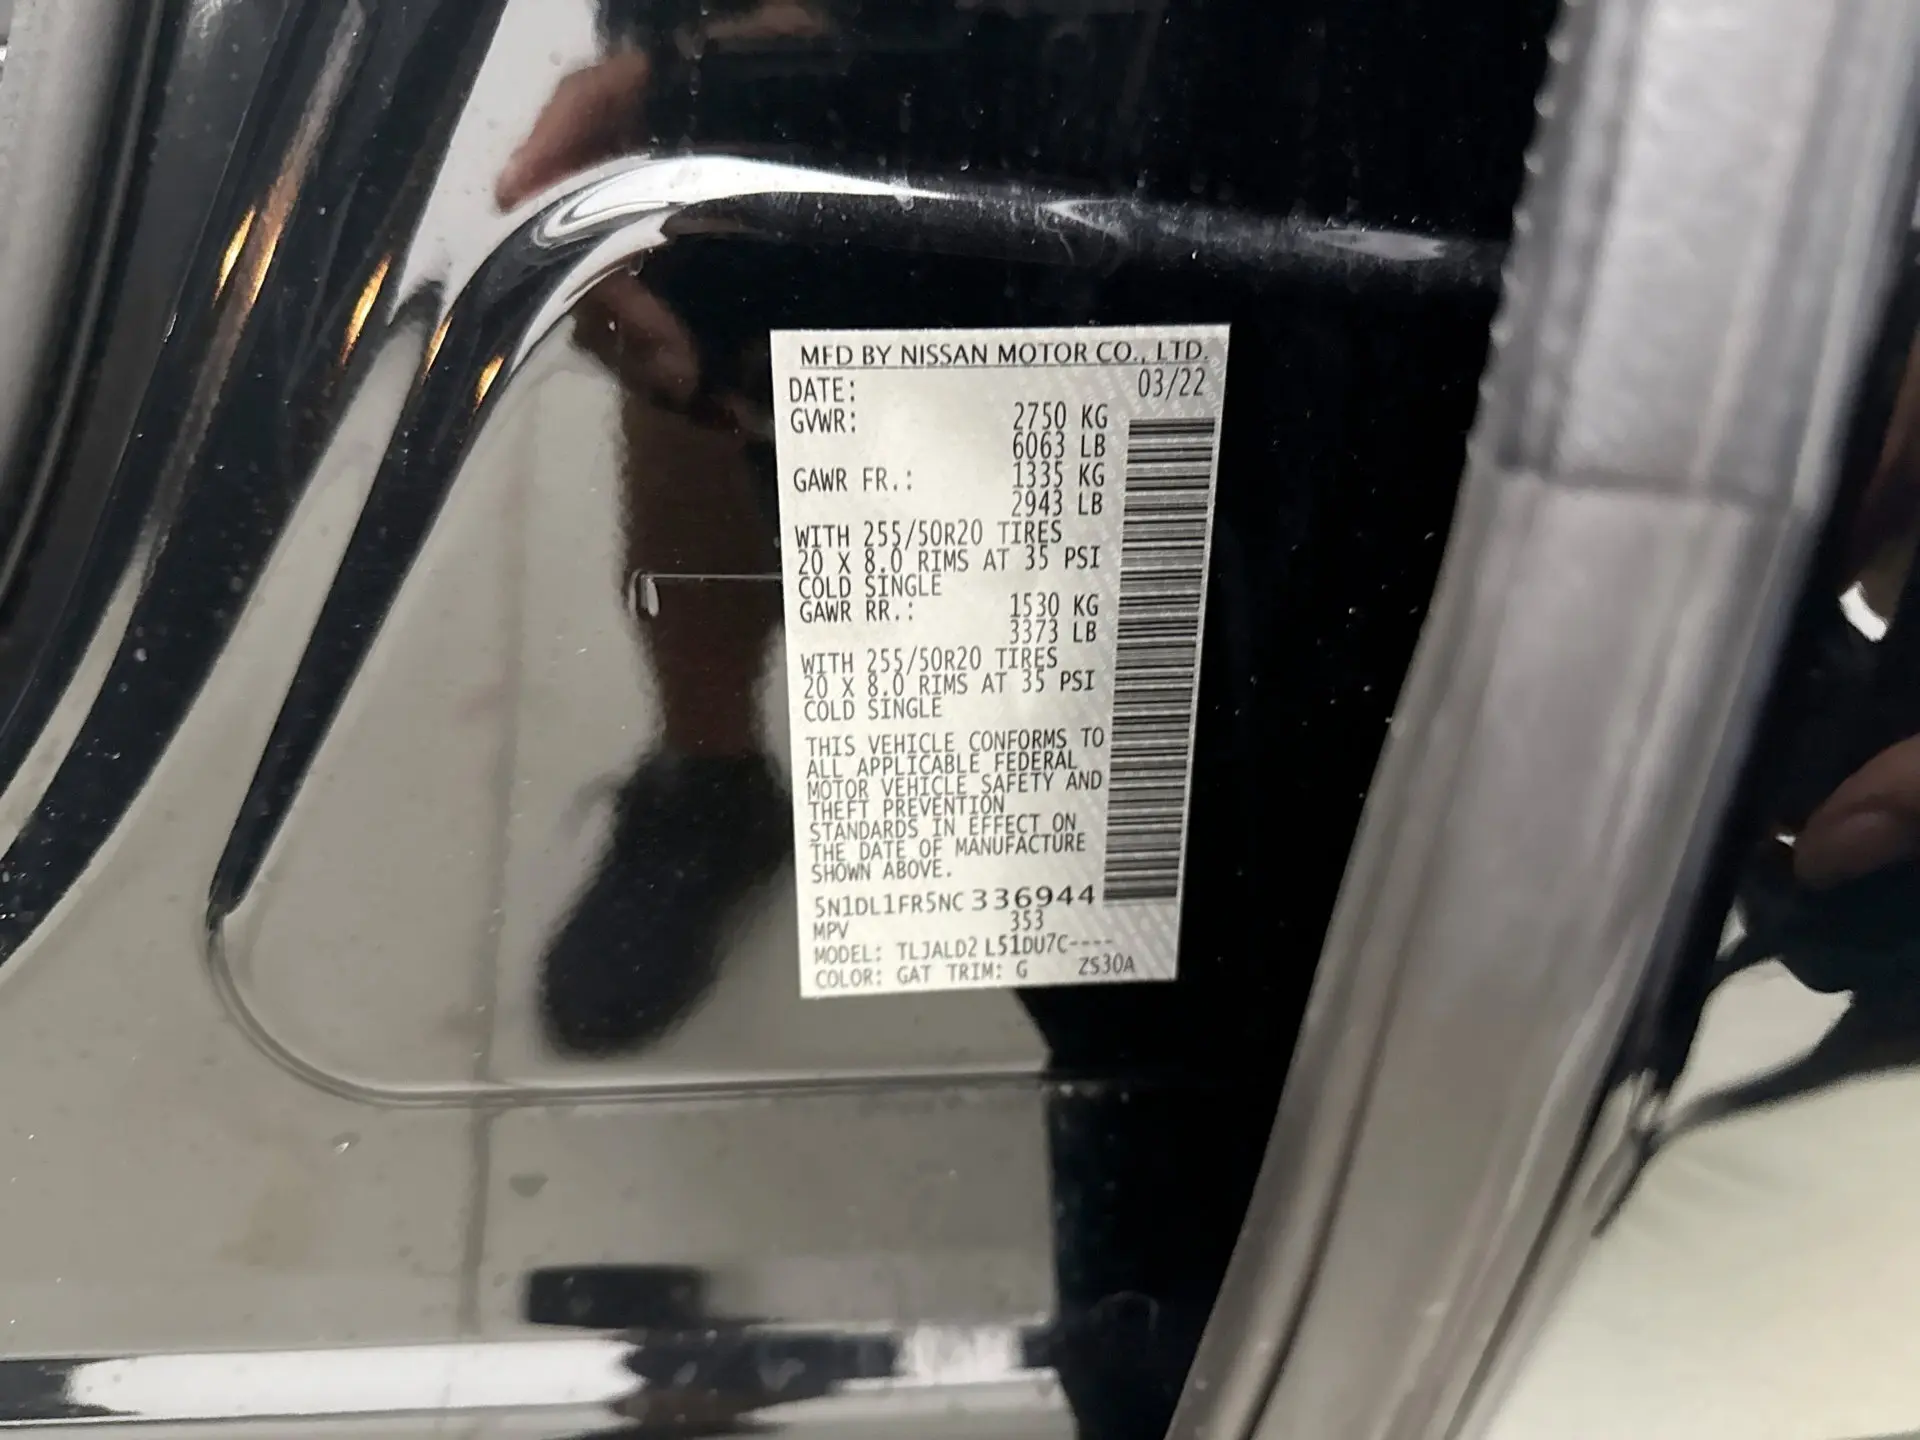 MFD BY NISSAN MOTOR CO., LTD.
DATE: 03/22
GVWR: 2750 KG
6063 LB
GAWR FR.: 1335 KG
2943 LB
WITH 255/50R20 TIRES
20 X 8.0 RIMS AT 35 PSI
COLD SINGLE
GAWR RR.: 1530 KG
3373 LB
WITH 255/50R20 TIRES
20 X 8.0 RIMS AT 35 PSI
COLD SINGLE
THIS VEHICLE CONFORMS TO
ALL APPLICABLE FEDERAL
MOTOR VEHICLE SAFETY AND
THEFT PREVENTION
STANDARDS IN EFFECT ON
THE DATE OF MANUFACTURE
SHOWN ABOVE.
5N1DL1FR5NC336944
MPV 353
MODEL: TLJALD2 L51DU7C----
COLOR: GAT TRIM: G ZS30A